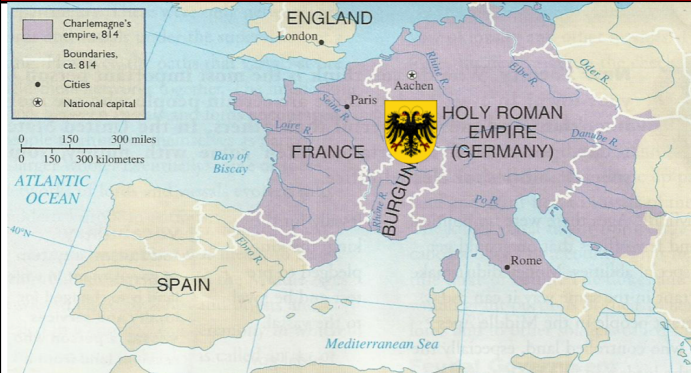 Charlemagne's
empire, 814
Boundaries,
ca. 814
Cities
National capital
0 150 300 miles
0 150 300 kilometers
ENGLAND
London
Rhine R.
Elbe R.
Oder R.
Aachen
Paris
Seine R.
HOLY ROMAN
EMPIRE
(GERMANY)
Loire R.
Danube R.
FRANCE
Bay of
Biscay
ATLANTIC
OCEAN
Rhône R.
BURGUN
Po R.
40°N
Ebro R.
Rome
SPAIN
Mediterranean Sea